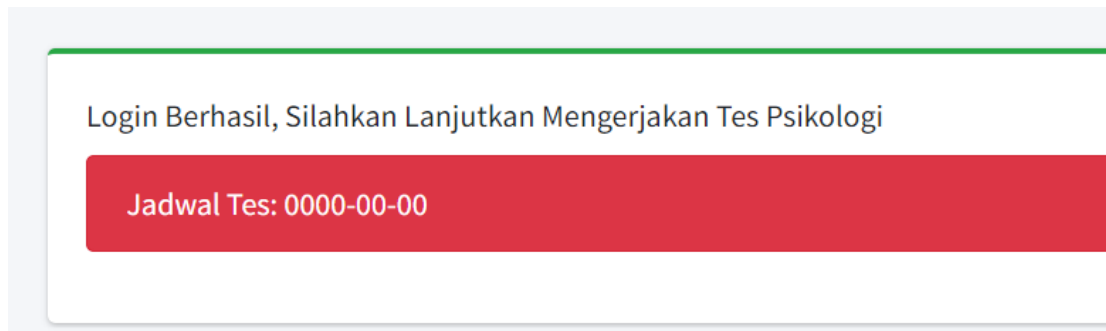 Login Berhasil, Silahkan Lanjutkan Mengerjakan Tes Psikologi
Jadwal Tes: 0000-00-00